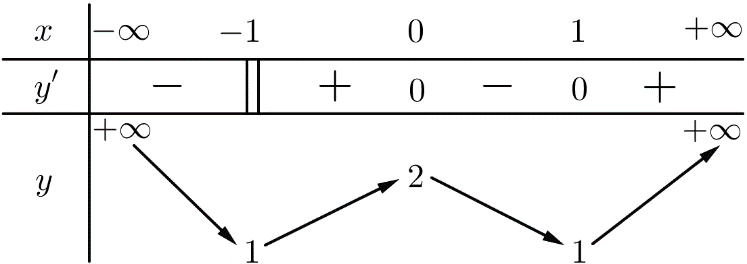 x −∞ −1 0 1 +∞
y′ − || + 0 − 0 +
+∞ +∞
y 2
1 1